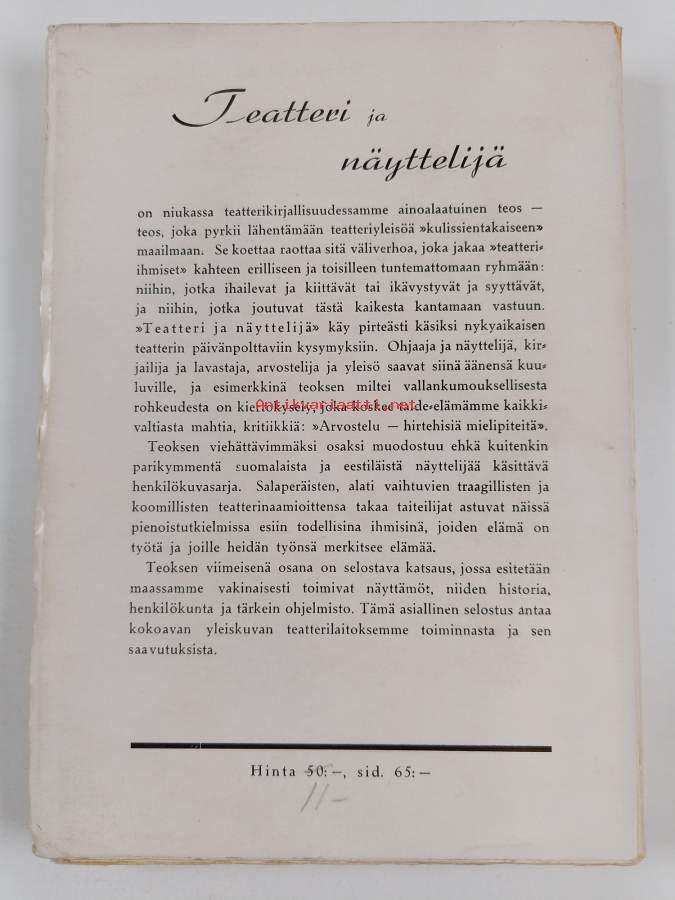 Teatteri ja
näyttelijä
on niukassa teatterikirjallisuudessamme ainoalaatuinen teos —
teos, joka pyrkii lähentämään teatteriyleisöä »kulissientakaiseen»
maailmaan. Se koettaa raottaa sitä väliverhoa, joka jakaa »teatteri-
ihmiset» kahteen erilliseen ja toisilleen tuntemattomaan ryhmään:
niihin, jotka ihailevat ja kiittävät tai ikävystyvät ja syyttävät,
ja niihin, jotka joutuvat tästä kaikesta kantamaan vastuun.
»Teatteri ja näyttelijä» käy pirteästi käsiksi nykyaikaisen
teatterin päivänpolttaviin kysymyksiin. Ohjaaja ja näyttelijä, kir-
jailija ja lavastaja, arvostelija ja yleisö saavat siinä äänensä kuu-
luville, ja esimerkkinä teoksen miltei vallankumouksellisesta
rohkeudesta on kiertokysely, joka koskee taide-elämämme kaikki-
valtiasta mahtia, kritiikkiä: »Arvostelu — hirtehisiä mielipiteitä».
Teoksen viehättävimmäksi osaksi muodostuu ehkä kuitenkin
parikymmentä suomalaista ja eestiläistä näyttelijää käsittävä
henkilökuvasarja. Salaperäisten, alati vaihtuvien traagillisten ja
koomillisten teatterinaamioittensa takaa taiteilijat astuvat näissä
pienoistutkielmissa esiin todellisina ihmisinä, joiden elämä on
työtä ja joille heidän työnsä merkitsee elämää.
Teoksen viimeisenä osana on selostava katsaus, jossa esitetään
maassamme vakinaisesti toimivat näyttämöt, niiden historia,
henkilökunta ja tärkein ohjelmisto. Tämä asiallinen selostus antaa
kokoavan yleiskuvan teatterilaitoksemme toiminnasta ja sen
saavutuksista.
Hinta 50:—, sid. 65:—
11-
Antikvariaatti.net